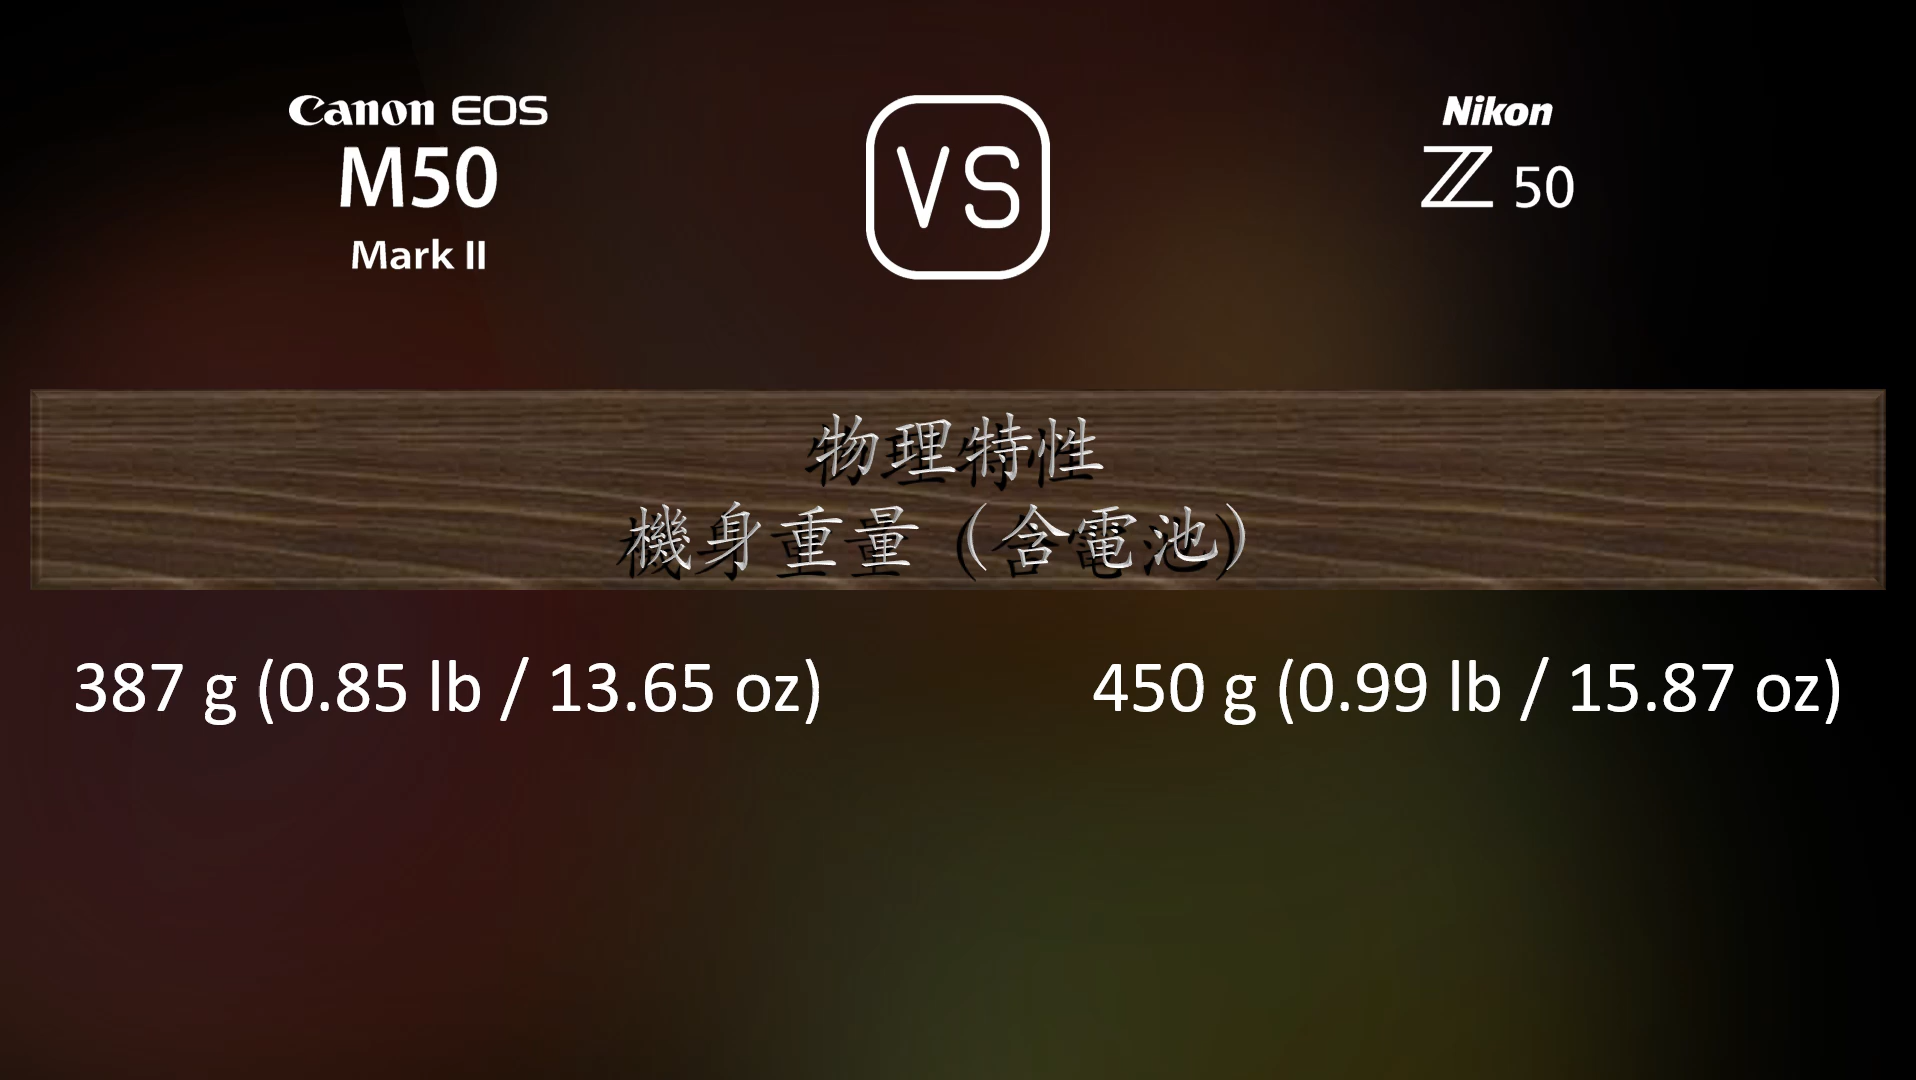 Canon EOS
M50
Mark II
VS
Nikon
Z 50
物理特性
機身重量（含電池）
387 g (0.85 lb / 13.65 oz)
450 g (0.99 lb / 15.87 oz)